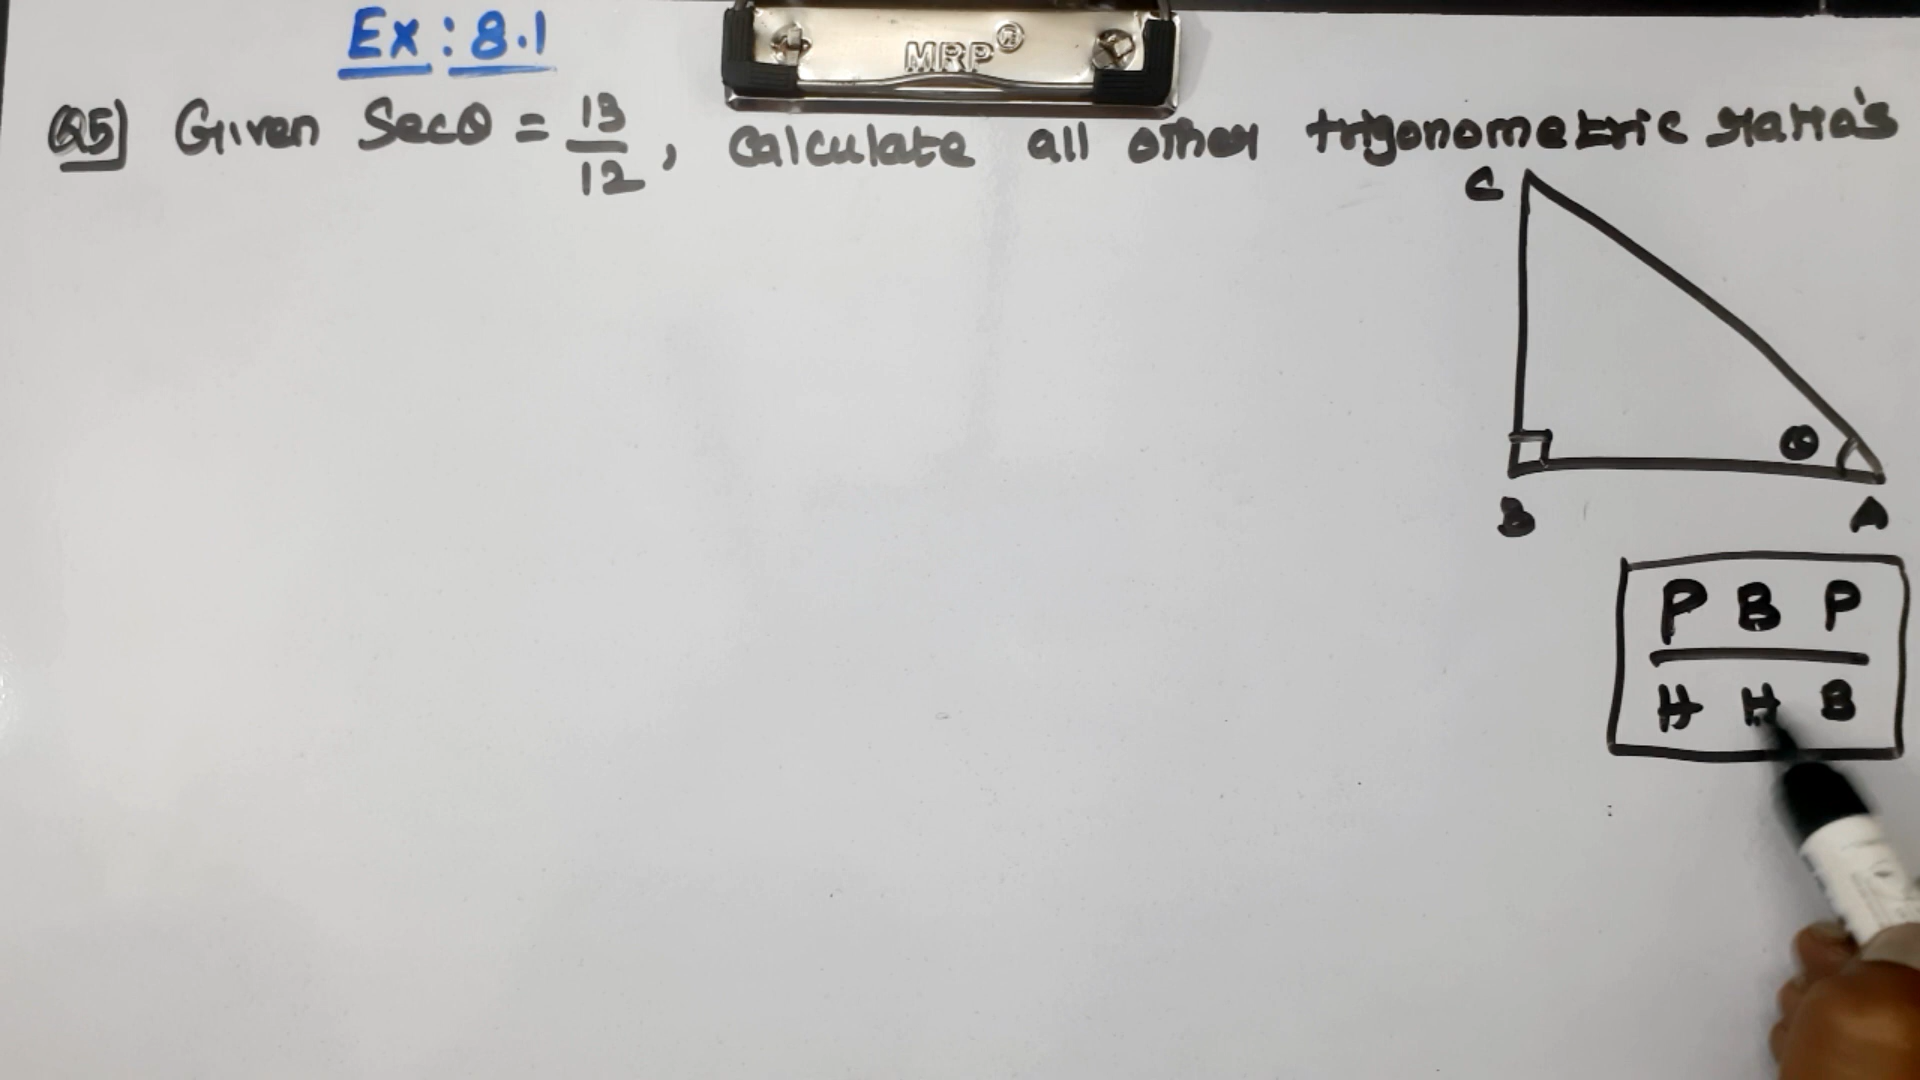 Ex : 8.1
MRP®
Q5] Given Secθ = 13/12, calculate all other trigonometric ratio's
C
θ
B A
P B P
H H B